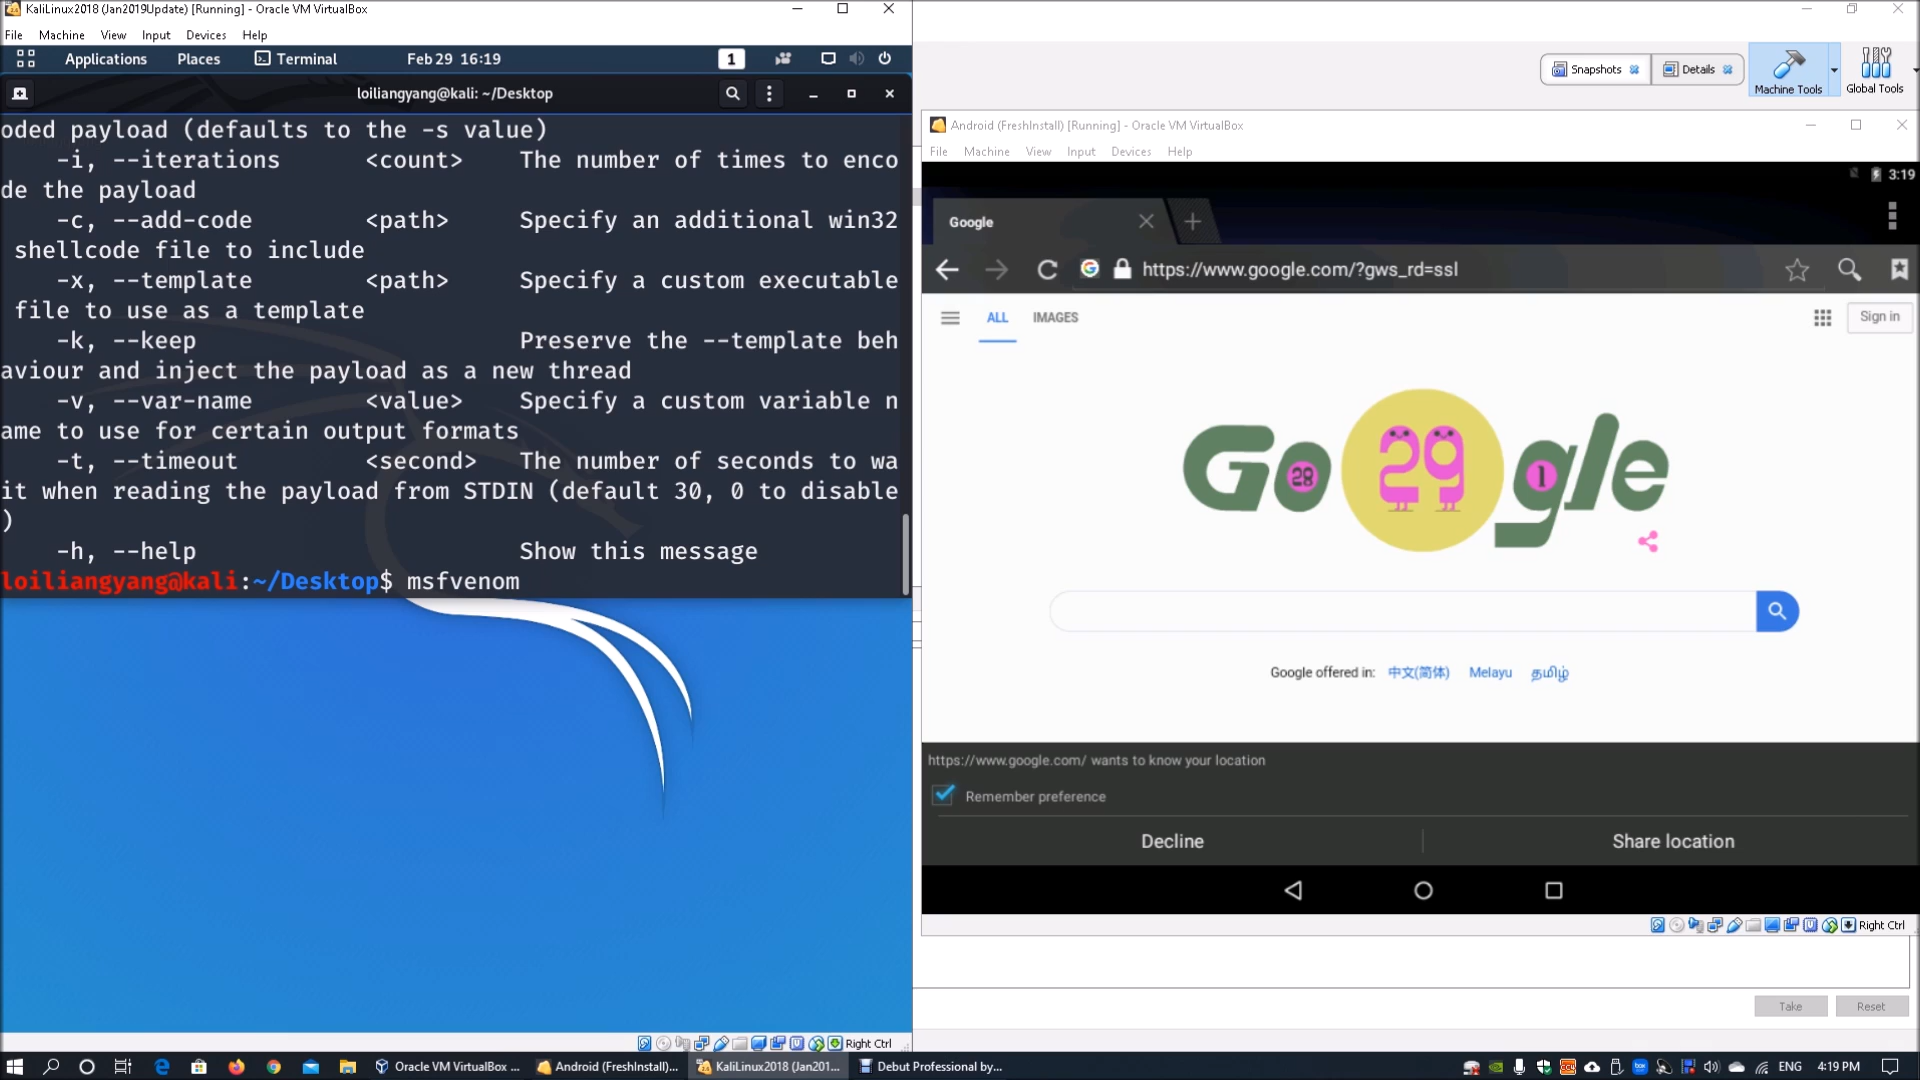 KaliLinux2018 (Jan2019Update) [Running] - Oracle VM VirtualBox
File Machine View Input Devices Help
Applications Places Terminal Feb 29 16:19 1
loiliangyang@kali: ~/Desktop
oded payload (defaults to the -s value)
-i, --iterations <count> The number of times to enco
de the payload
-c, --add-code <path> Specify an additional win32
shellcode file to include
-x, --template <path> Specify a custom executable
file to use as a template
-k, --keep Preserve the --template beh
aviour and inject the payload as a new thread
-v, --var-name <value> Specify a custom variable n
ame to use for certain output formats
-t, --timeout <second> The number of seconds to wa
it when reading the payload from STDIN (default 30, 0 to disable
)
-h, --help Show this message
loiliangyang@kali:~/Desktop$ msfvenom
Right Ctrl
Snapshots Details Machine Tools Global Tools
Android (FreshInstall) [Running] - Oracle VM VirtualBox
File Machine View Input Devices Help
3:19
Google
https://www.google.com/?gws_rd=ssl
ALL IMAGES Sign in
Go 28 29 1 gle
Google offered in: 中文(简体) Melayu தமிழ்
https://www.google.com/ wants to know your location
Remember preference
Decline Share location
Right Ctrl
Take Reset
Oracle VM VirtualBox ... Android (FreshInstall)... KaliLinux2018 (Jan201... Debut Professional by... ENG 4:19 PM